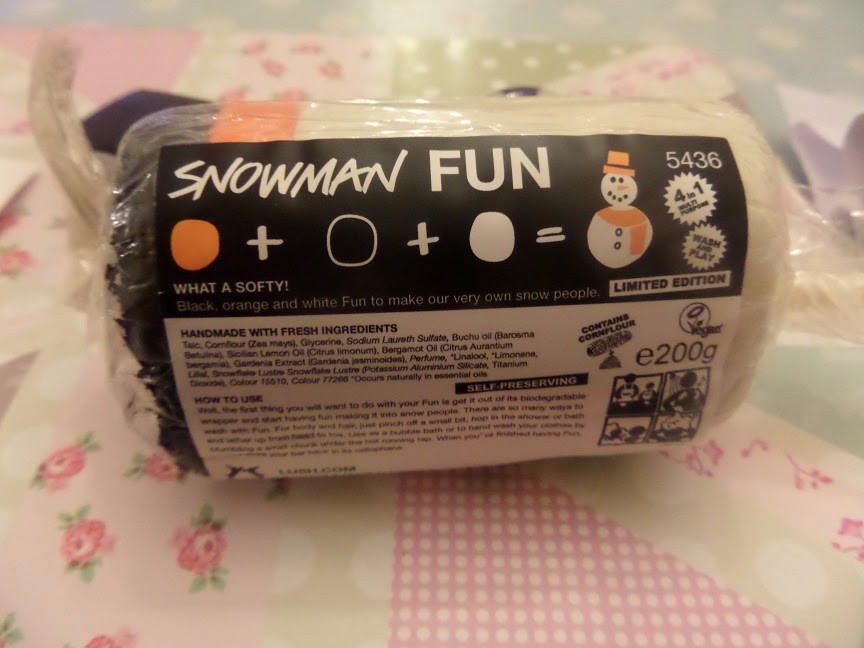 SNOWMAN FUN
5436
4 in 1
MULTI
PURPOSE
+ + =
WASH
AND
PLAY
WHAT A SOFTY!
LIMITED EDITION
Black, orange and white Fun to make our very own snow people.
HANDMADE WITH FRESH INGREDIENTS
Talc, Cornflour (Zea mays), Glycerine, Sodium Laureth Sulfate, Buchu oil (Barosma
Betulina), Sicilian Lemon Oil (Citrus limonum), Bergamot Oil (Citrus Aurantium
bergamia), Gardenia Extract (Gardenia jasminoides), Perfume, *Linalool, *Limonene,
Lilial, Snowflake Lustre Snowflake Lustre (Potassium Aluminium Silicate, Titanium
Dioxide), Colour 15510, Colour 77266 *Occurs naturally in essential oils
CONTAINS
CORNFLOUR
e200g
SELF-PRESERVING
HOW TO USE
Well, the first thing you will want to do with your Fun is get it out of its biodegradable
wrapper and start having fun making it into snow people. There are so many ways to
wash with Fun. For body and hair, just pinch off a small bit, hop in the shower or bath
and lather up from head to toe. Use as a bubble bath or to hand wash your clothes by
crumbling a small chunk under the hot running tap. When you've finished having Fun,
your bar back in its cellophane.
LUSH.COM